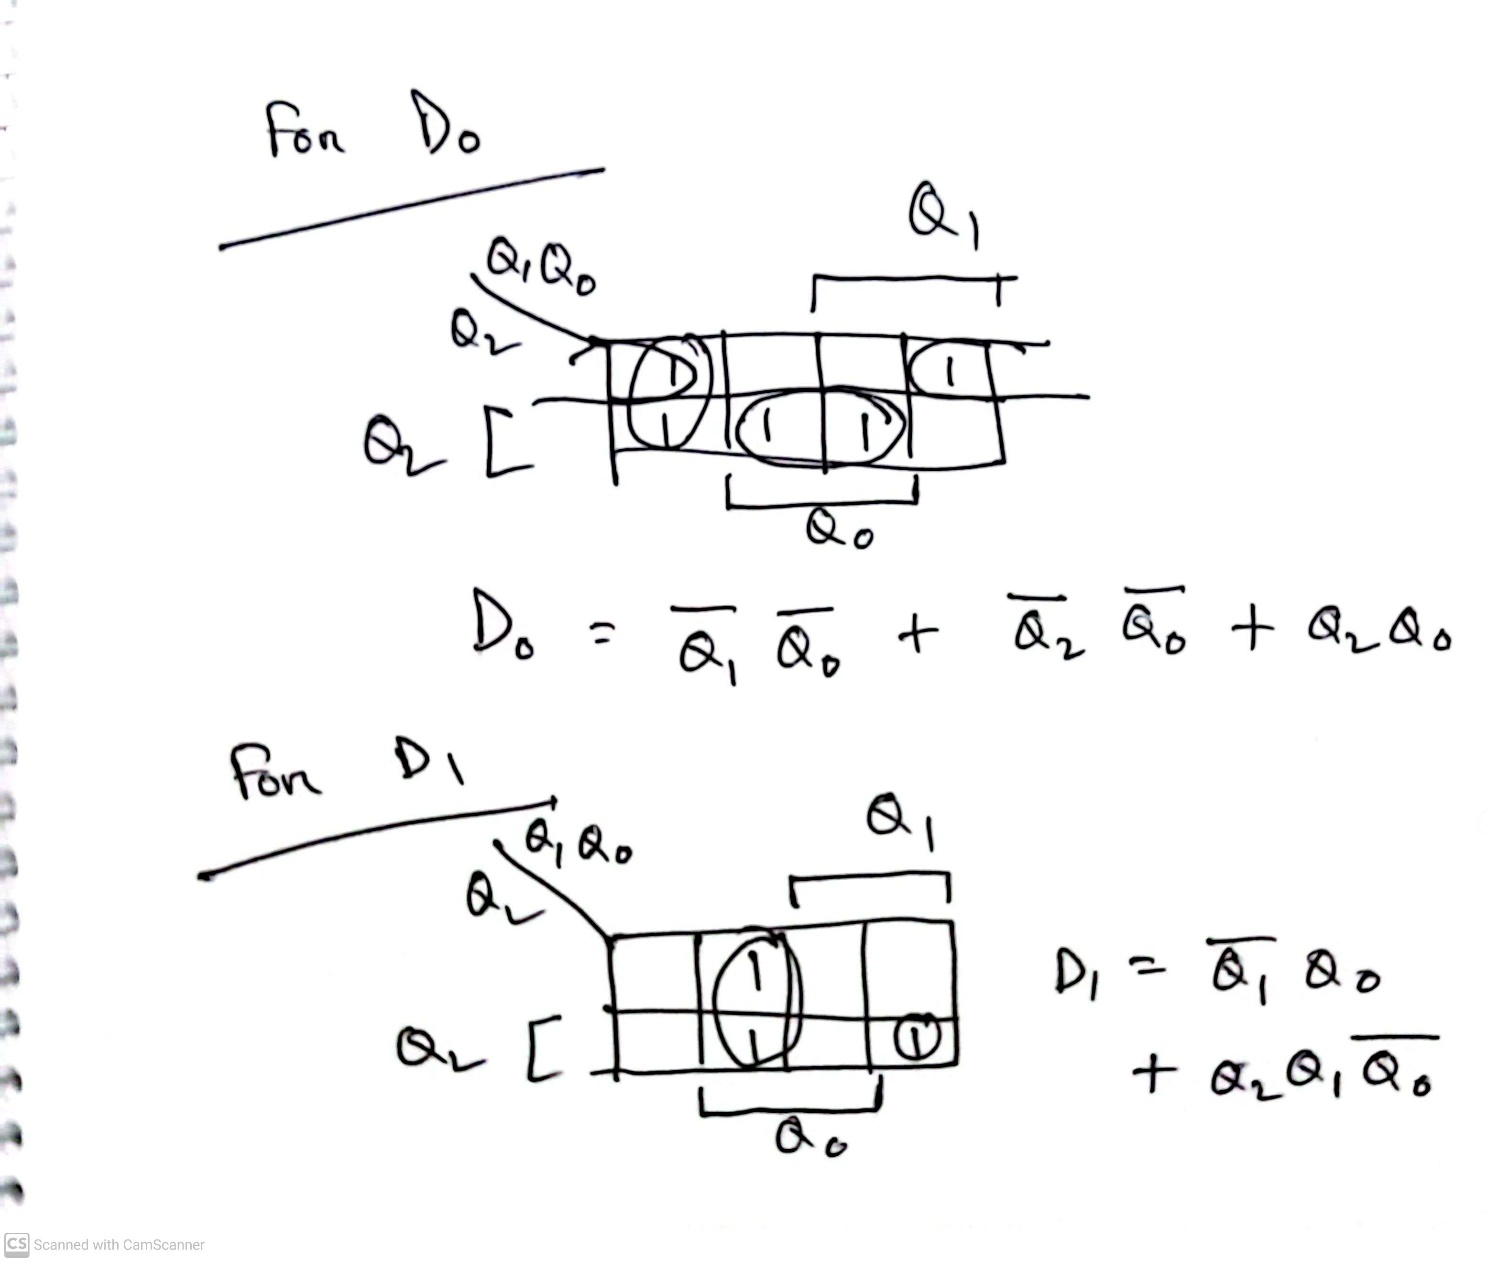 For D₀
Q₁
Q₁Q₀
Q₂
1 1
Q₂ [ 1 1 1
Q₀
D₀ = Q̅₁ Q̅₀ + Q̅₂ Q̅₀ + Q₂Q₀
For D₁
Q₁
Q₁Q₀
Q₂
1
D₁ = Q̅₁ Q₀
Q₂ [ 1 1
+ Q₂Q₁Q̅₀
Q₀
CS Scanned with CamScanner